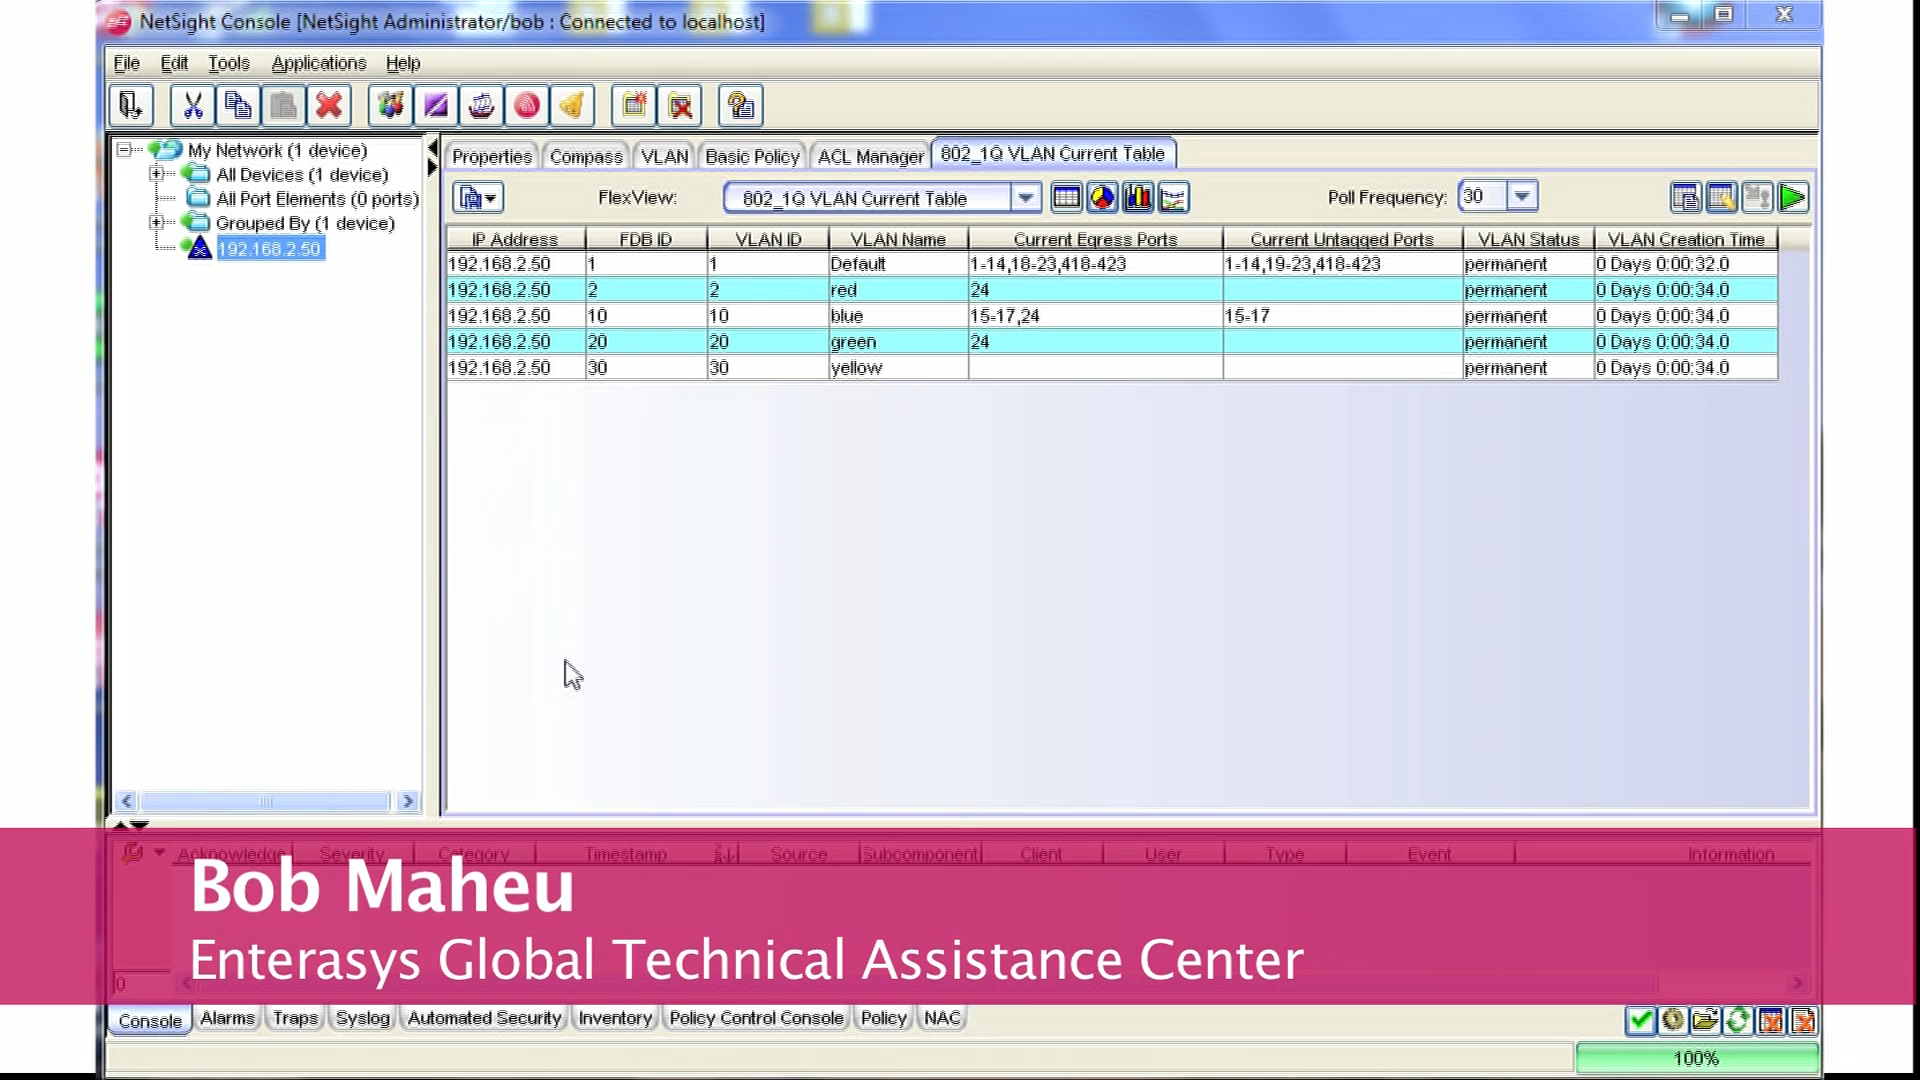 NetSight Console [NetSight Administrator/bob : Connected to localhost]
File Edit Tools Applications Help
My Network (1 device)
All Devices (1 device)
All Port Elements (0 ports)
Grouped By (1 device)
192.168.2.50
Properties Compass VLAN Basic Policy ACL Manager 802_1Q VLAN Current Table
FlexView: 802_1Q VLAN Current Table Poll Frequency: 30
IP Address FDB ID VLAN ID VLAN Name Current Egress Ports Current Untagged Ports VLAN Status VLAN Creation Time
192.168.2.50 1 1 Default 1-14,18-23,418-423 1-14,19-23,418-423 permanent 0 Days 0:00:32.0
192.168.2.50 2 2 red 24 permanent 0 Days 0:00:34.0
192.168.2.50 10 10 blue 15-17,24 15-17 permanent 0 Days 0:00:34.0
192.168.2.50 20 20 green 24 permanent 0 Days 0:00:34.0
192.168.2.50 30 30 yellow permanent 0 Days 0:00:34.0
Acknowledge Severity Category Timestamp Source Subcomponent Client User Type Event Information
Bob Maheu
Enterasys Global Technical Assistance Center
0
Console Alarms Traps Syslog Automated Security Inventory Policy Control Console Policy NAC
100%